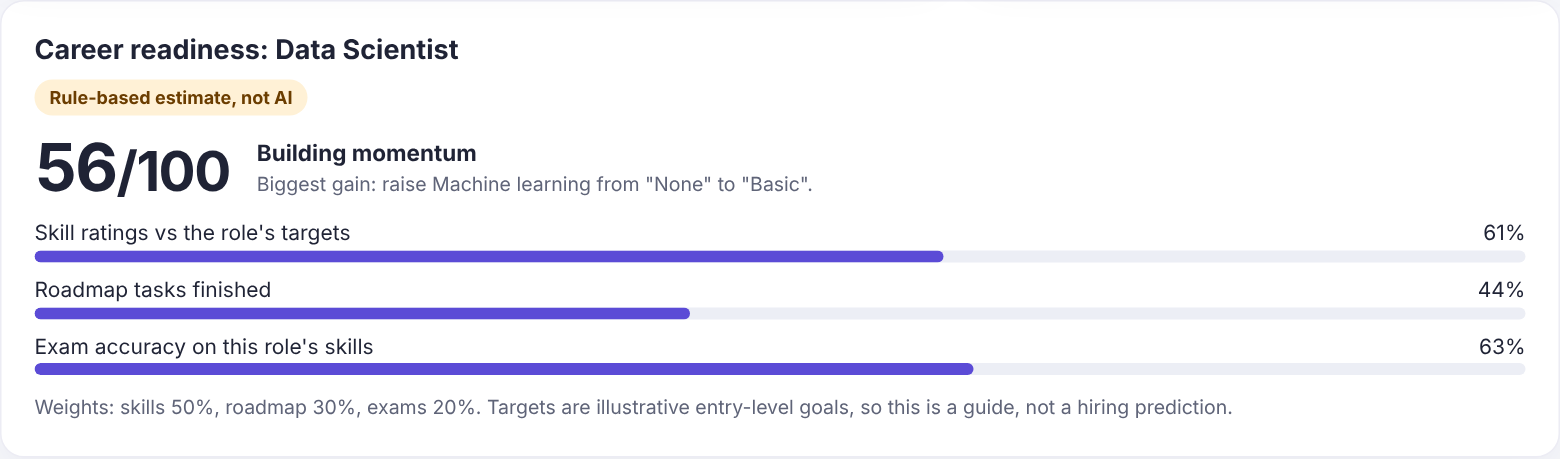 Career readiness: Data Scientist
Rule-based estimate, not AI
56/100
Building momentum
Biggest gain: raise Machine learning from "None" to "Basic".
Skill ratings vs the role's targets 61%
Roadmap tasks finished 44%
Exam accuracy on this role's skills 63%
Weights: skills 50%, roadmap 30%, exams 20%. Targets are illustrative entry-level goals, so this is a guide, not a hiring prediction.